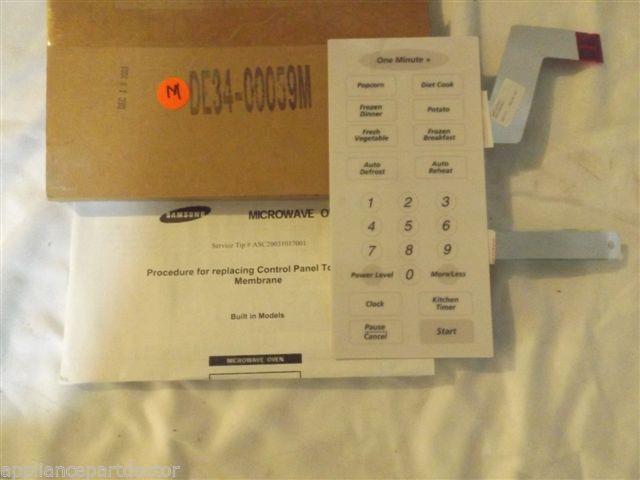 DE34-00059M
M
One Minute +
Popcorn
Diet Cook
Frozen Dinner
Potato
Fresh Vegetable
Frozen Breakfast
Auto Defrost
Auto Reheat
1 2 3
4 5 6
7 8 9
Power Level 0 More/Less
Clock
Kitchen Timer
Pause Cancel
Start
SAMSUNG MICROWAVE O
Service Tip # ASC20031017001
Procedure for replacing Control Panel To
Membrane
Built in Models
MICROWAVE OVEN
appliancepartdoctor